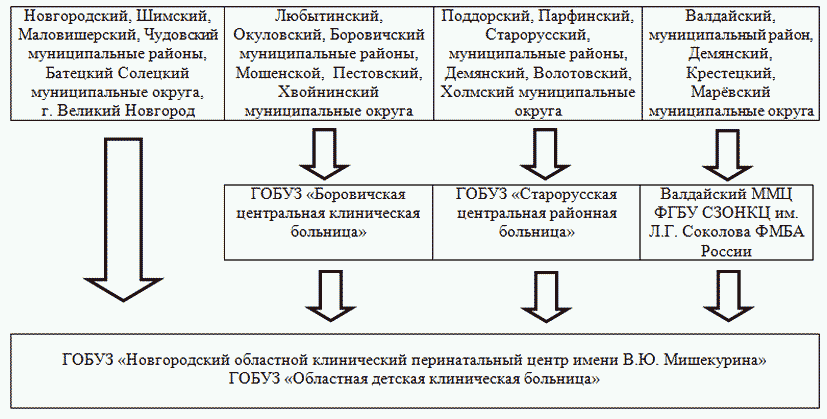 Новгородский, Шимский,
Маловишерский, Чудовский
муниципальные районы,
Батецкий Солецкий
муниципальные округа,
г. Великий Новгород
Любытинский,
Окуловский, Боровичский
муниципальные районы,
Мошенской, Пестовский,
Хвойнинский
муниципальные округа
Поддорский, Парфинский,
Старорусский,
муниципальные районы,
Демянский, Волотовский,
Холмский муниципальные
округа
Валдайский,
муниципальный район,
Демянский,
Крестецкий,
Марёвский
муниципальные округа
ГОБУЗ «Боровичская
центральная клиническая
больница»
ГОБУЗ «Старорусская
центральная районная
больница»
Валдайский ММЦ
ФГБУ СЗОНКЦ им.
Л.Г. Соколова ФМБА
России
ГОБУЗ «Новгородский областной клинический перинатальный центр имени В.Ю. Мишекурина»
ГОБУЗ «Областная детская клиническая больница»